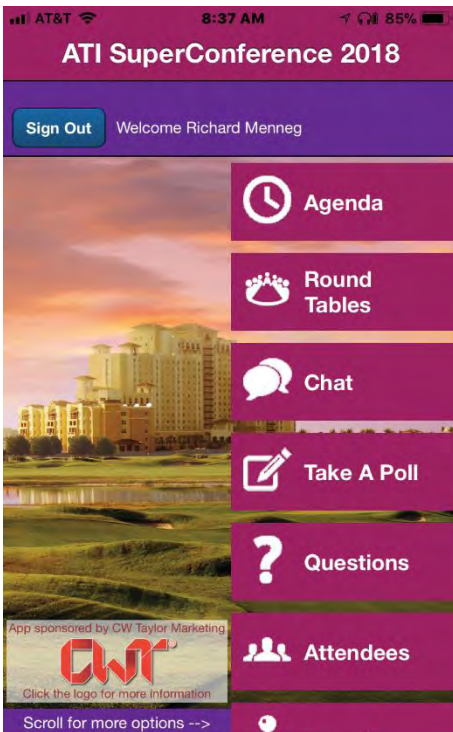 AT&T 8:37 AM 85%
ATI SuperConference 2018
Sign Out Welcome Richard Menneg
Agenda
Round
Tables
Chat
Take A Poll
Questions
Attendees
App sponsored by CW Taylor Marketing
CWT
Click the logo for more information
Scroll for more options -->